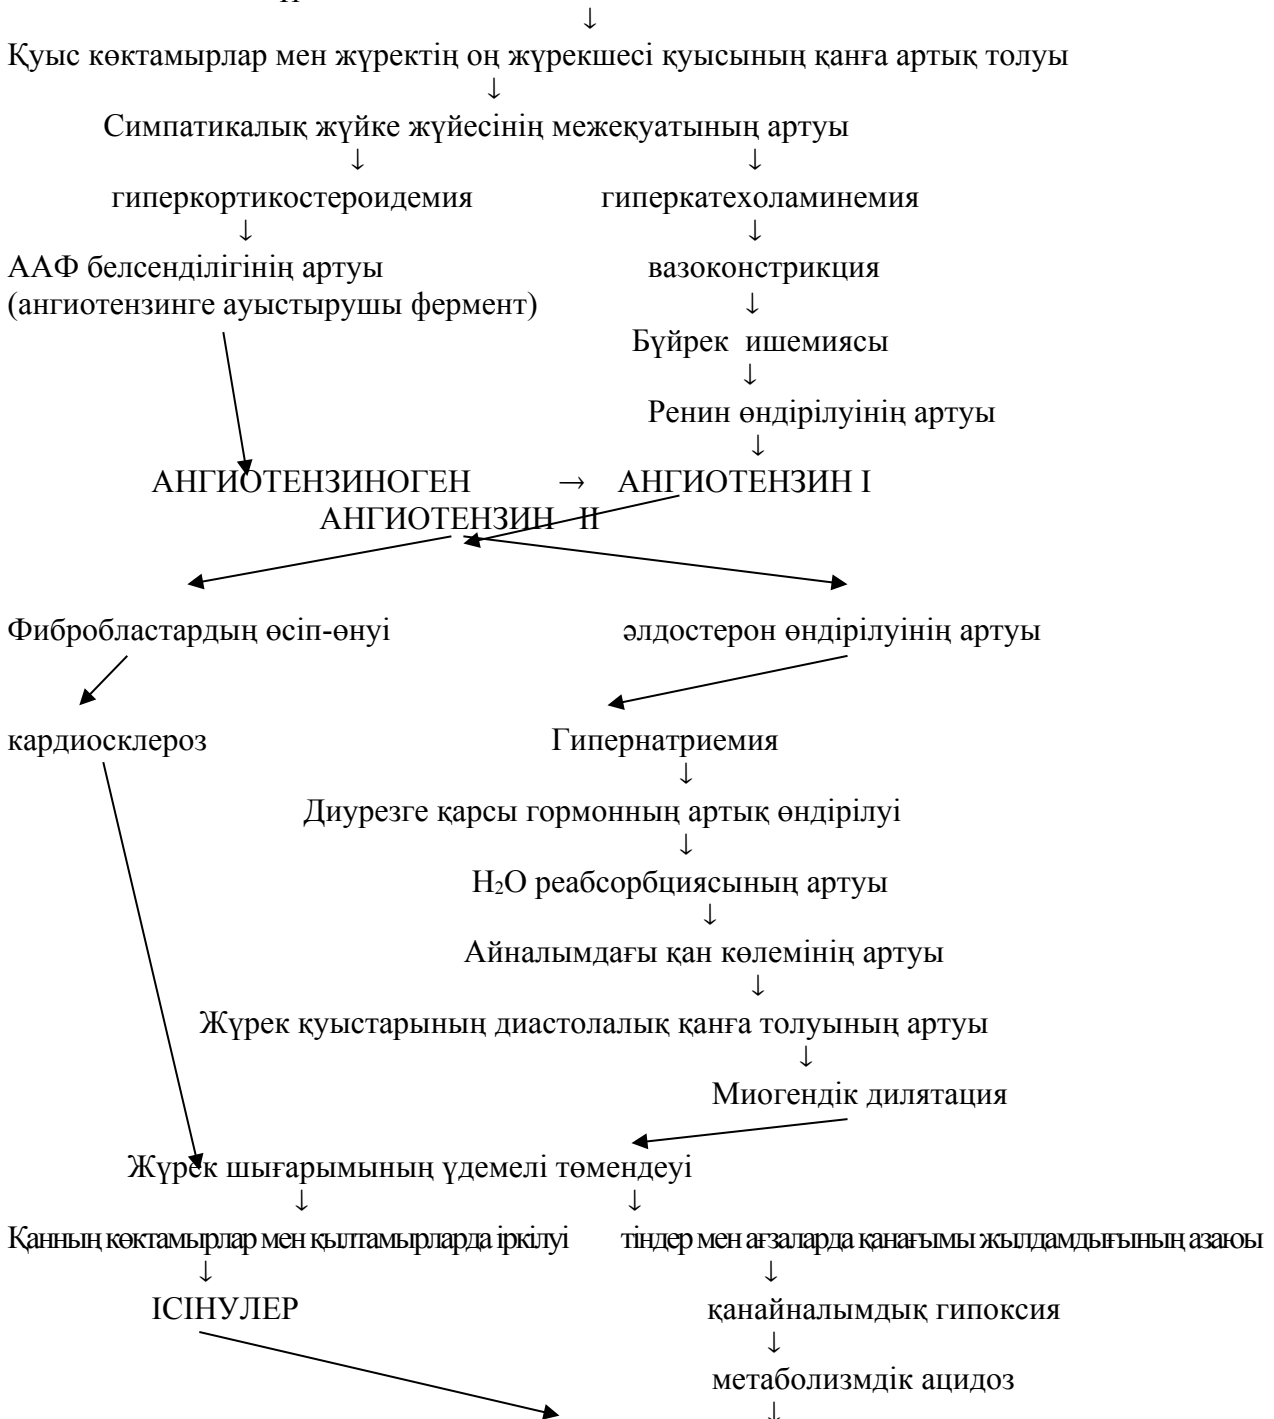 ↓
Қуыс көктамырлар мен жүректің оң жүрекшесі қуысының қанға артық толуы
↓
Симпатикалық жүйке жүйесінің межеқуатының артуы
↓ ↓
гиперкортикостероидемия гиперкатехоламинемия
↓ ↓
ААФ белсенділігінің артуы вазоконстрикция
(ангиотензинге ауыстырушы фермент) ↓
Бүйрек ишемиясы
↓
Ренин өндірілуінің артуы
↓
АНГИОТЕНЗИНОГЕН → АНГИОТЕНЗИН I
АНГИОТЕНЗИН II
Фибробластардың өсіп-өнуі әлдостерон өндірілуінің артуы
кардиосклероз Гипернатриемия
↓
Диурезге қарсы гормонның артық өндірілуі
↓
H₂O реабсорбциясының артуы
↓
Айналымдағы қан көлемінің артуы
↓
Жүрек қуыстарының диастолалық қанға толуының артуы
↓
Миогендік дилятация
Жүрек шығарымының үдемелі төмендеуі
↓ ↓
Қанның көктамырлар мен қылтамырларда іркілуі тіндер мен ағзаларда қанағымы жылдамдығының азаюы
↓ ↓
ІСІНУЛЕР қанайналымдық гипоксия
↓
метаболизмдік ацидоз
↓